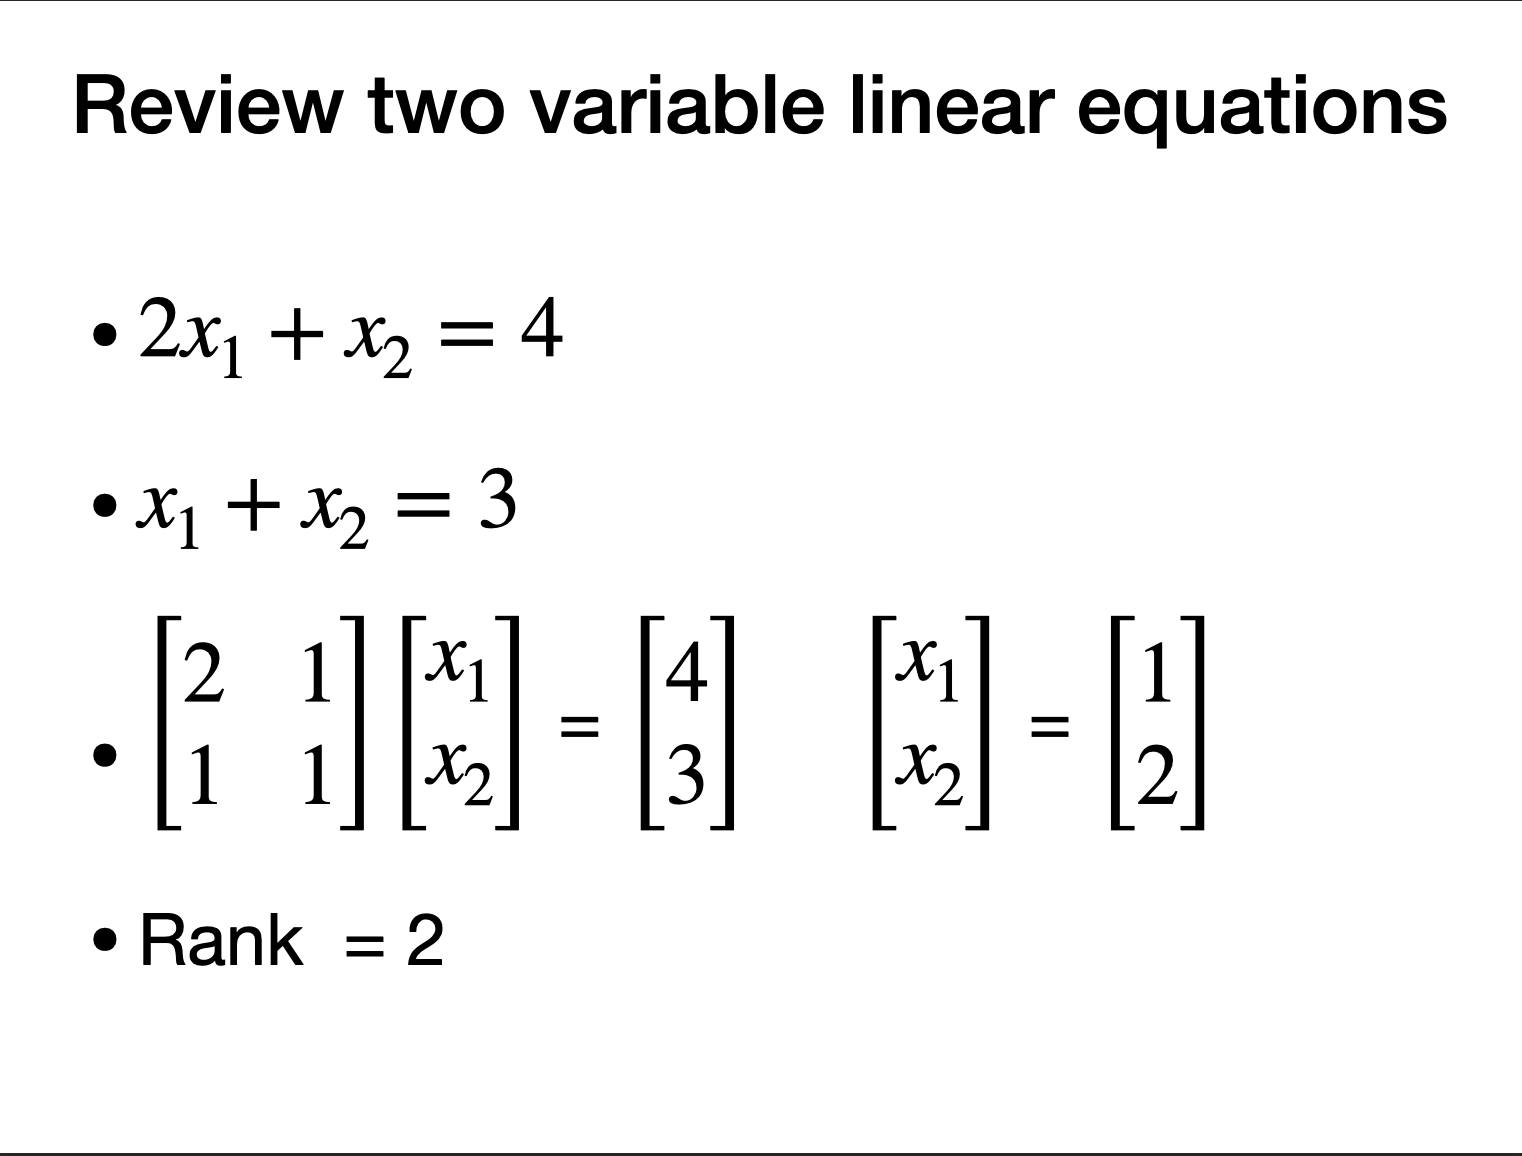 Review two variable linear equations
• 2x₁ + x₂ = 4
• x₁ + x₂ = 3
• [2 1; 1 1] [x₁; x₂] = [4; 3]   [x₁; x₂] = [1; 2]
• Rank = 2